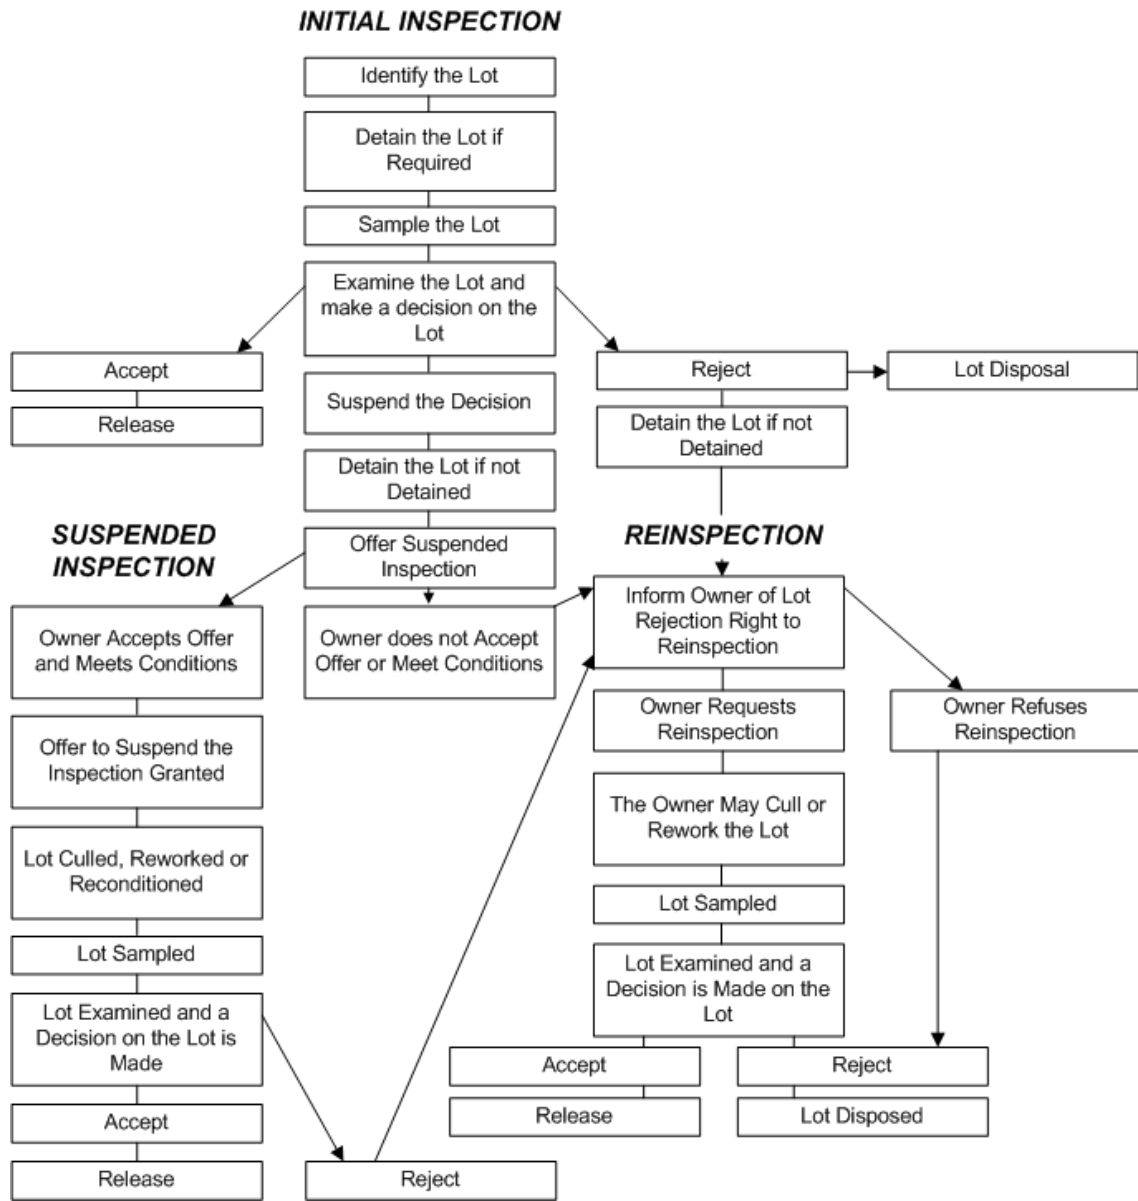 INITIAL INSPECTION
Identify the Lot
Detain the Lot if
Required
Sample the Lot
Examine the Lot and
make a decision on the
Lot
Accept
Release
Suspend the Decision
Detain the Lot if not
Detained
Offer Suspended
Inspection
Reject
Lot Disposal
Detain the Lot if not
Detained
SUSPENDED
INSPECTION
Owner Accepts Offer
and Meets Conditions
Owner does not Accept
Offer or Meet Conditions
Offer to Suspend the
Inspection Granted
Lot Culled, Reworked or
Reconditioned
Lot Sampled
Lot Examined and a
Decision on the Lot is
Made
Accept
Release
Reject
REINSPECTION
Inform Owner of Lot
Rejection Right to
Reinspection
Owner Requests
Reinspection
Owner Refuses
Reinspection
The Owner May Cull or
Rework the Lot
Lot Sampled
Lot Examined and a
Decision is Made on the
Lot
Accept
Release
Reject
Lot Disposed